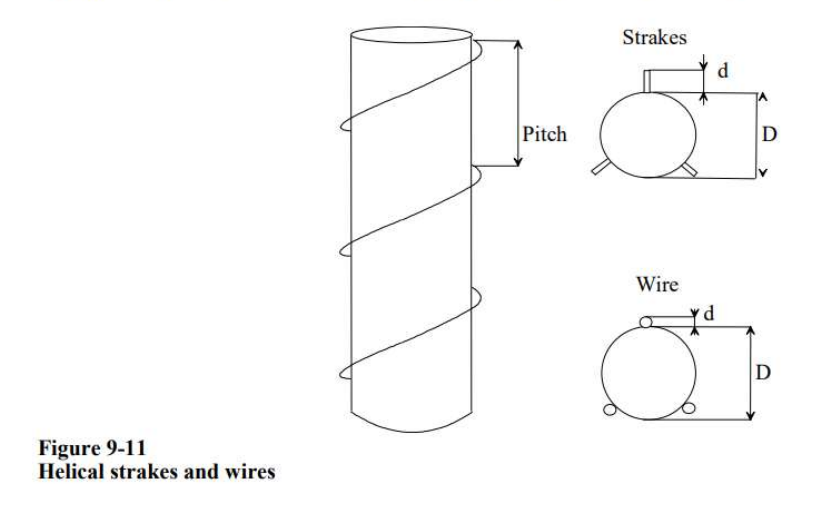 Strakes
d
Pitch
D
Wire
d
D
Figure 9-11
Helical strakes and wires